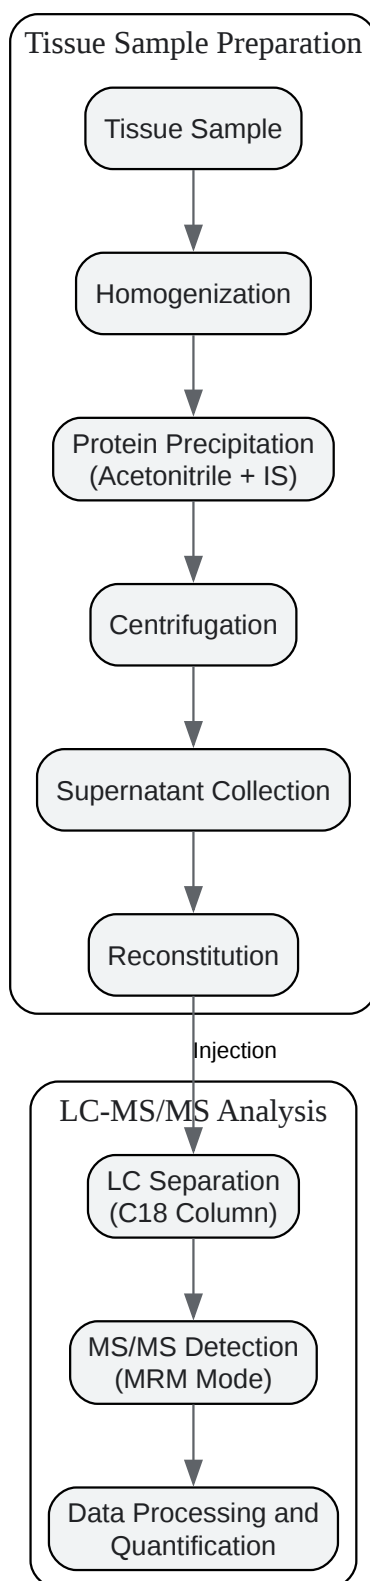 Tissue Sample Preparation
Tissue Sample
Homogenization
Protein Precipitation
(Acetonitrile + IS)
Centrifugation
Supernatant Collection
Reconstitution
Injection
LC-MS/MS Analysis
LC Separation
(C18 Column)
MS/MS Detection
(MRM Mode)
Data Processing and
Quantification